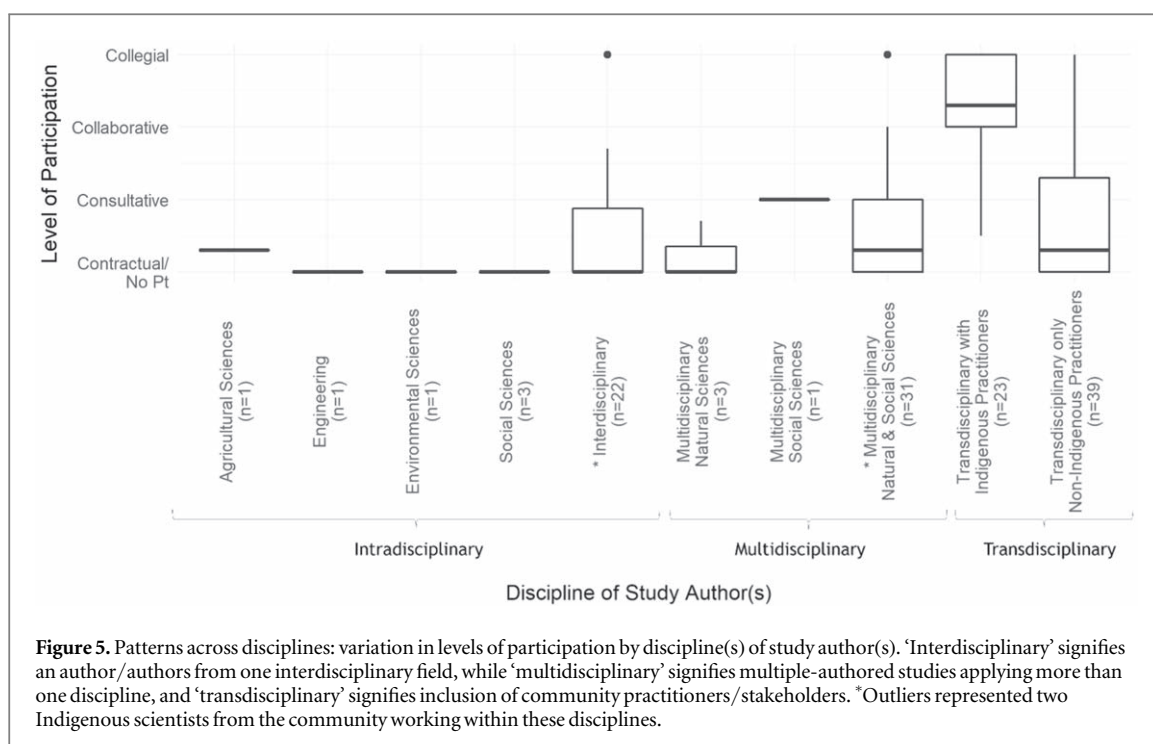 Level of Participation
Collegial
Collaborative
Consultative
Contractual/
No Pt
Agricultural Sciences
(n=1)
Engineering
(n=1)
Environmental Sciences
(n=1)
Social Sciences
(n=3)
* Interdisciplinary
(n=22)
Multidisciplinary
Natural Sciences
(n=3)
Multidisciplinary
Social Sciences
(n=1)
* Multidisciplinary
Natural & Social Sciences
(n=31)
Transdisciplinary with
Indigenous Practitioners
(n=23)
Transdisciplinary only
Non-Indigenous Practitioners
(n=39)
Intradisciplinary
Multidisciplinary
Transdisciplinary
Discipline of Study Author(s)
Figure 5. Patterns across disciplines: variation in levels of participation by discipline(s) of study author(s). ‘Interdisciplinary’ signifies
an author/authors from one interdisciplinary field, while ‘multidisciplinary’ signifies multiple-authored studies applying more than
one discipline, and ‘transdisciplinary’ signifies inclusion of community practitioners/stakeholders. *Outliers represented two
Indigenous scientists from the community working within these disciplines.